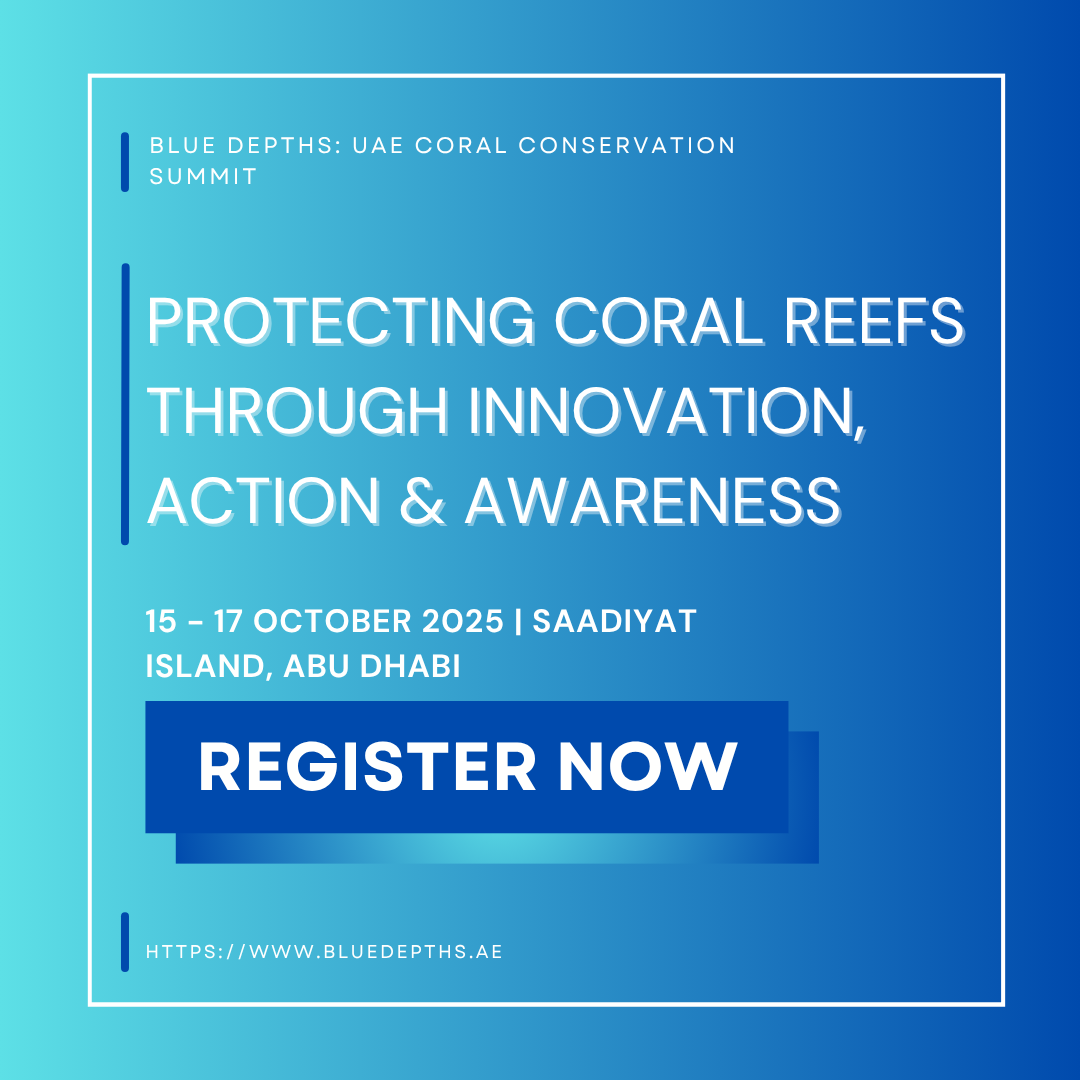 BLUE DEPTHS: UAE CORAL CONSERVATION
SUMMIT
PROTECTING CORAL REEFS
THROUGH INNOVATION,
ACTION & AWARENESS
15 – 17 OCTOBER 2025 | SAADIYAT
ISLAND, ABU DHABI
REGISTER NOW
HTTPS://WWW.BLUEDEPTHS.AE